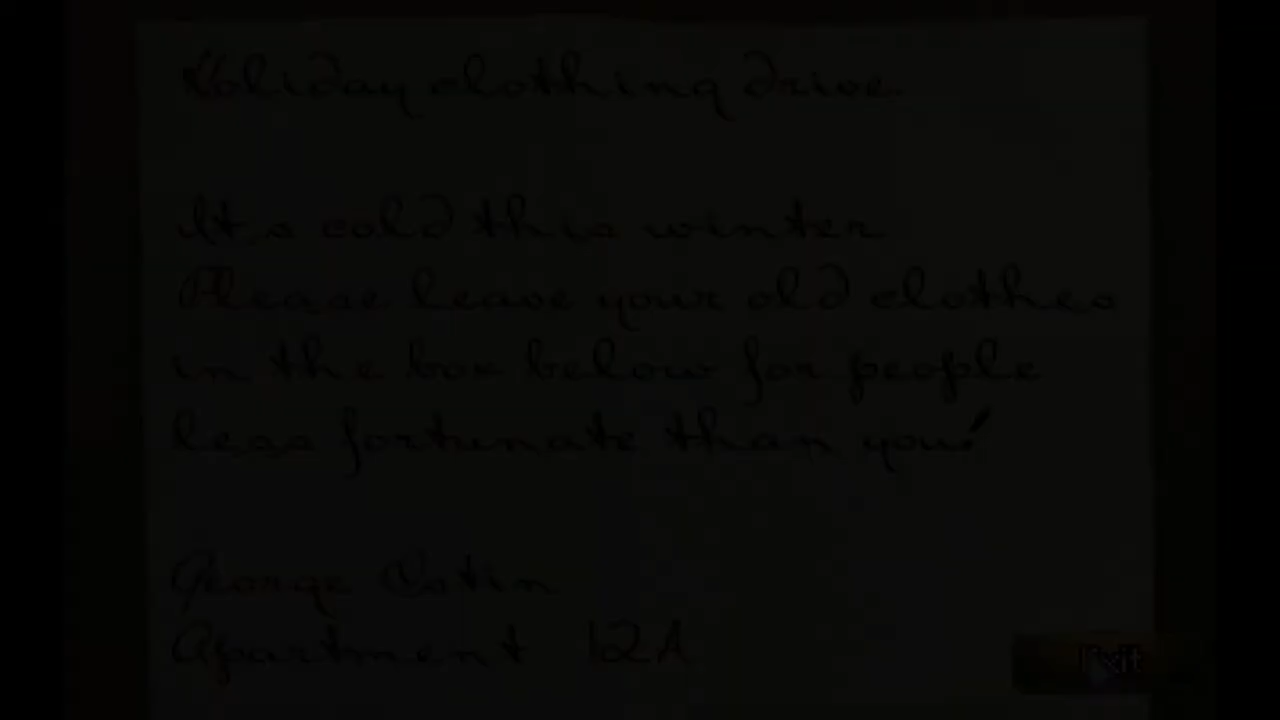 Holiday clothing drive
It's cold this winter
Please leave your old clothes
in the box below for people
less fortunate than you!
George
Apartment 12A
Exit